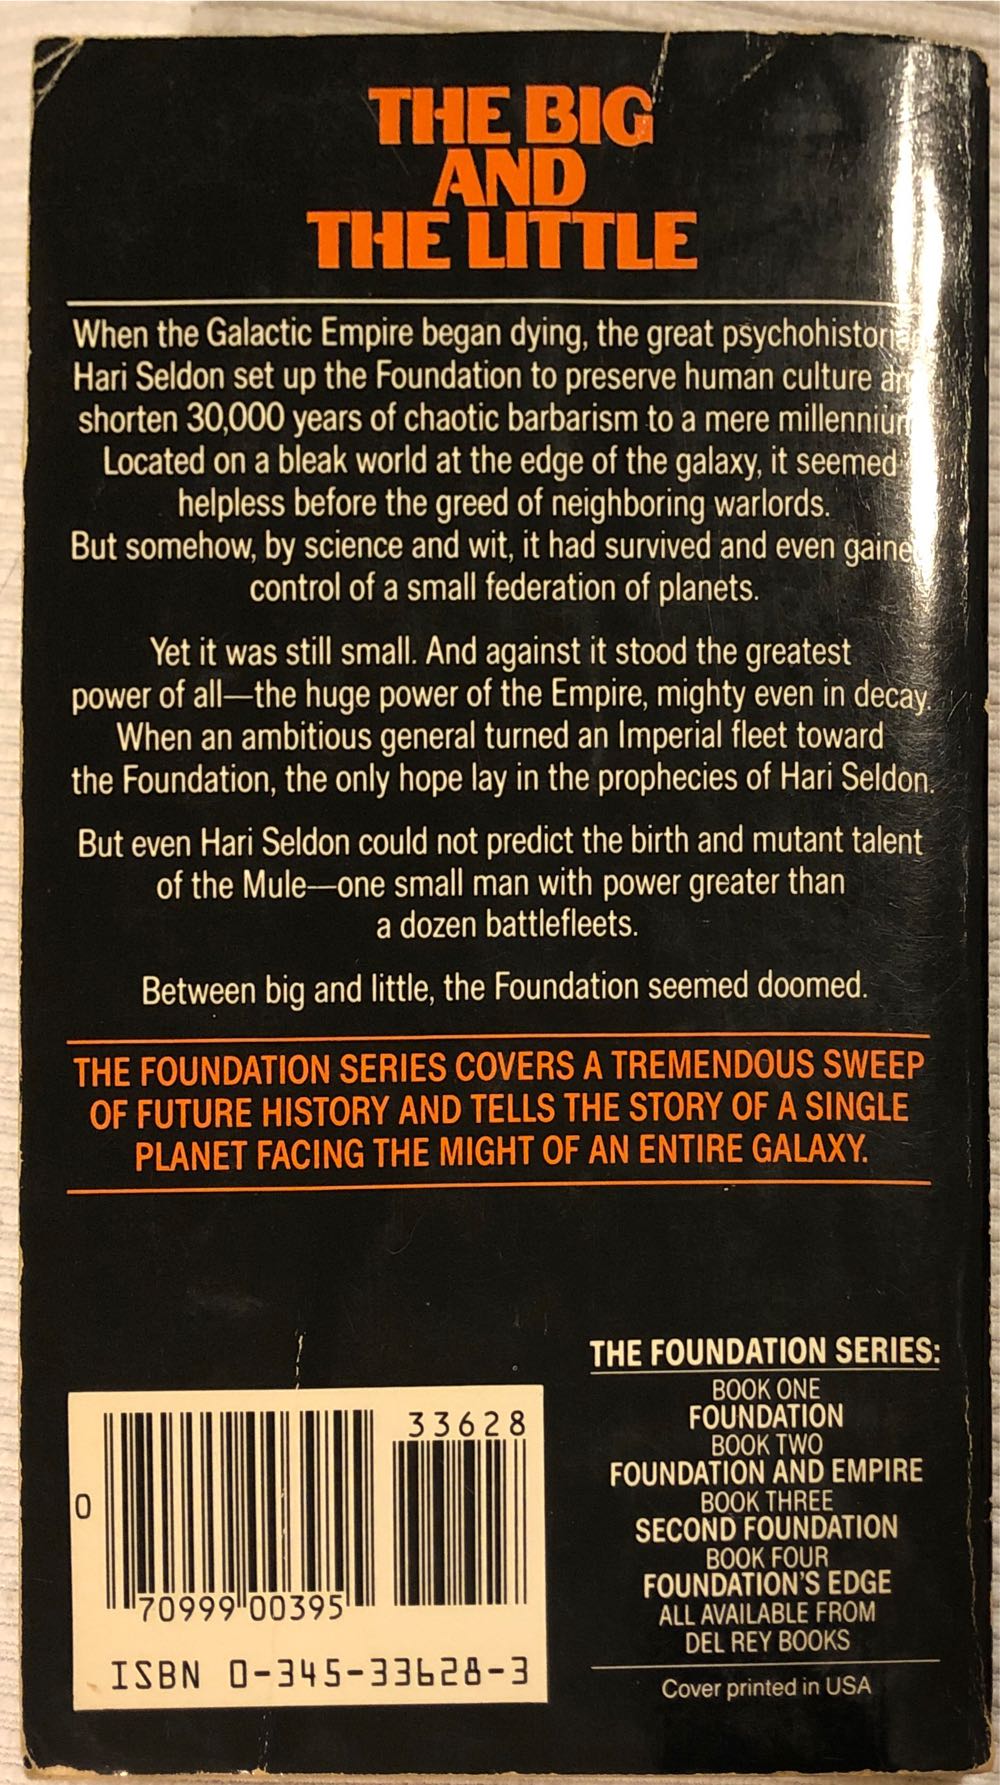 THE BIG
AND
THE LITTLE
When the Galactic Empire began dying, the great psychohistori
Hari Seldon set up the Foundation to preserve human culture an
shorten 30,000 years of chaotic barbarism to a mere millennium
Located on a bleak world at the edge of the galaxy, it seemed
helpless before the greed of neighboring warlords.
But somehow, by science and wit, it had survived and even gaine
control of a small federation of planets.
Yet it was still small. And against it stood the greatest
power of all—the huge power of the Empire, mighty even in decay.
When an ambitious general turned an Imperial fleet toward
the Foundation, the only hope lay in the prophecies of Hari Seldon.
But even Hari Seldon could not predict the birth and mutant talent
of the Mule—one small man with power greater than
a dozen battlefleets.
Between big and little, the Foundation seemed doomed.
THE FOUNDATION SERIES COVERS A TREMENDOUS SWEEP
OF FUTURE HISTORY AND TELLS THE STORY OF A SINGLE
PLANET FACING THE MIGHT OF AN ENTIRE GALAXY.
THE FOUNDATION SERIES:
BOOK ONE
FOUNDATION
BOOK TWO
FOUNDATION AND EMPIRE
BOOK THREE
SECOND FOUNDATION
BOOK FOUR
FOUNDATION'S EDGE
ALL AVAILABLE FROM
DEL REY BOOKS
Cover printed in USA
33628
0
70999 00395
ISBN 0-345-33628-3